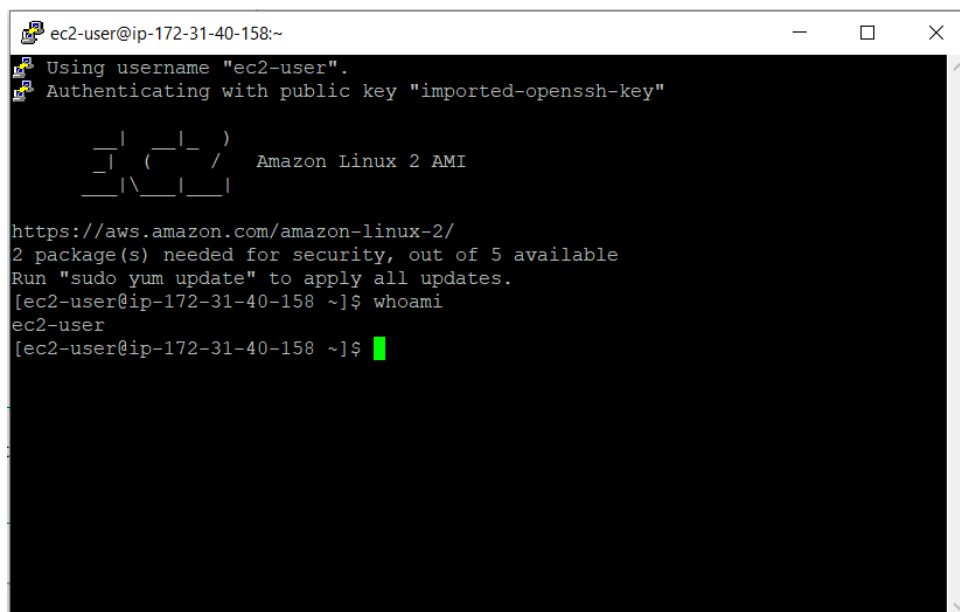 ec2-user@ip-172-31-40-158:~
Using username "ec2-user".
Authenticating with public key "imported-openssh-key"
       __|  __|_  )
       _|  (     /   Amazon Linux 2 AMI
      ___|\___|___|
https://aws.amazon.com/amazon-linux-2/
2 package(s) needed for security, out of 5 available
Run "sudo yum update" to apply all updates.
[ec2-user@ip-172-31-40-158 ~]$ whoami
ec2-user
[ec2-user@ip-172-31-40-158 ~]$